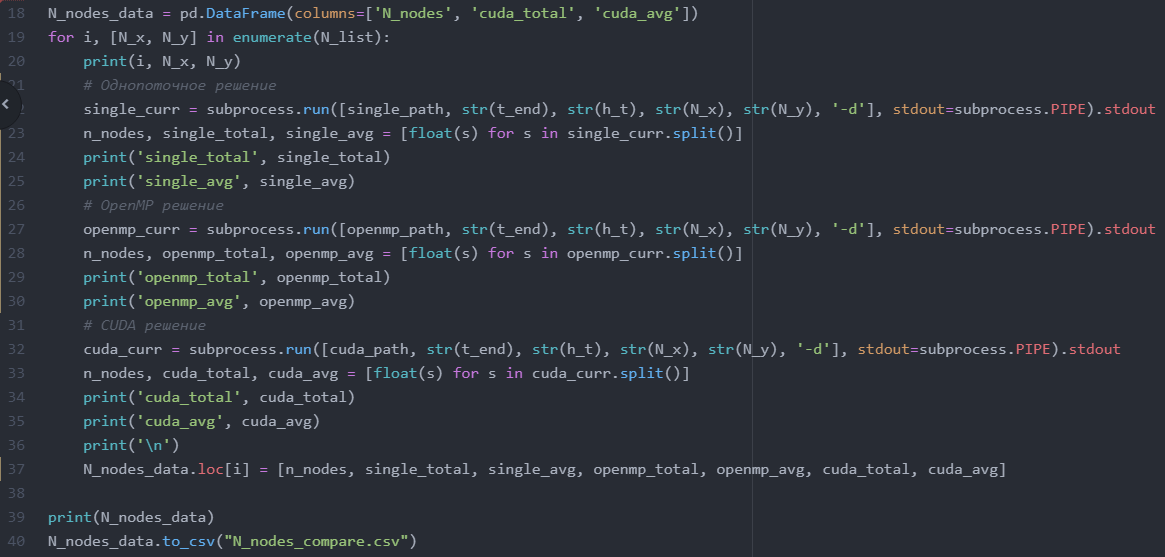 18 N_nodes_data = pd.DataFrame(columns=['N_nodes', 'cuda_total', 'cuda_avg'])
19 for i, [N_x, N_y] in enumerate(N_list):
20     print(i, N_x, N_y)
21     # Однопоточное решение
    single_curr = subprocess.run([single_path, str(t_end), str(h_t), str(N_x), str(N_y), '-d'], stdout=subprocess.PIPE).stdout
23     n_nodes, single_total, single_avg = [float(s) for s in single_curr.split()]
24     print('single_total', single_total)
25     print('single_avg', single_avg)
26     # OpenMP решение
27     openmp_curr = subprocess.run([openmp_path, str(t_end), str(h_t), str(N_x), str(N_y), '-d'], stdout=subprocess.PIPE).stdout
28     n_nodes, openmp_total, openmp_avg = [float(s) for s in openmp_curr.split()]
29     print('openmp_total', openmp_total)
30     print('openmp_avg', openmp_avg)
31     # CUDA решение
32     cuda_curr = subprocess.run([cuda_path, str(t_end), str(h_t), str(N_x), str(N_y), '-d'], stdout=subprocess.PIPE).stdout
33     n_nodes, cuda_total, cuda_avg = [float(s) for s in cuda_curr.split()]
34     print('cuda_total', cuda_total)
35     print('cuda_avg', cuda_avg)
36     print('\n')
37     N_nodes_data.loc[i] = [n_nodes, single_total, single_avg, openmp_total, openmp_avg, cuda_total, cuda_avg]
38
39 print(N_nodes_data)
40 N_nodes_data.to_csv("N_nodes_compare.csv")